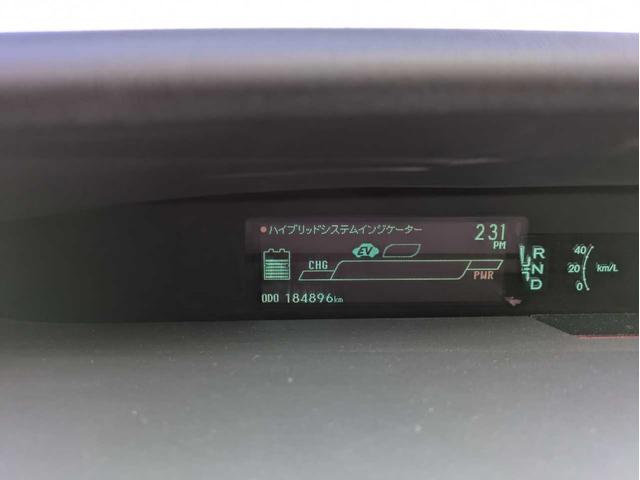 ハイブリッドシステムインジケーター
2:31
PM
EV
CHG
PWR
ODO 184896km
R
N
D
40
20
0
km/L